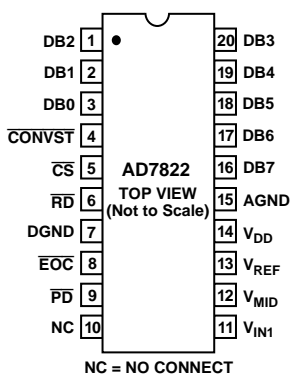 DB2 1 20 DB3
DB1 2 19 DB4
DB0 3 18 DB5
CONVST 4 17 DB6
CS 5 AD7822 16 DB7
RD 6 TOP VIEW 15 AGND
(Not to Scale)
DGND 7 14 VDD
EOC 8 13 VREF
PD 9 12 VMID
NC 10 11 VIN1
NC = NO CONNECT